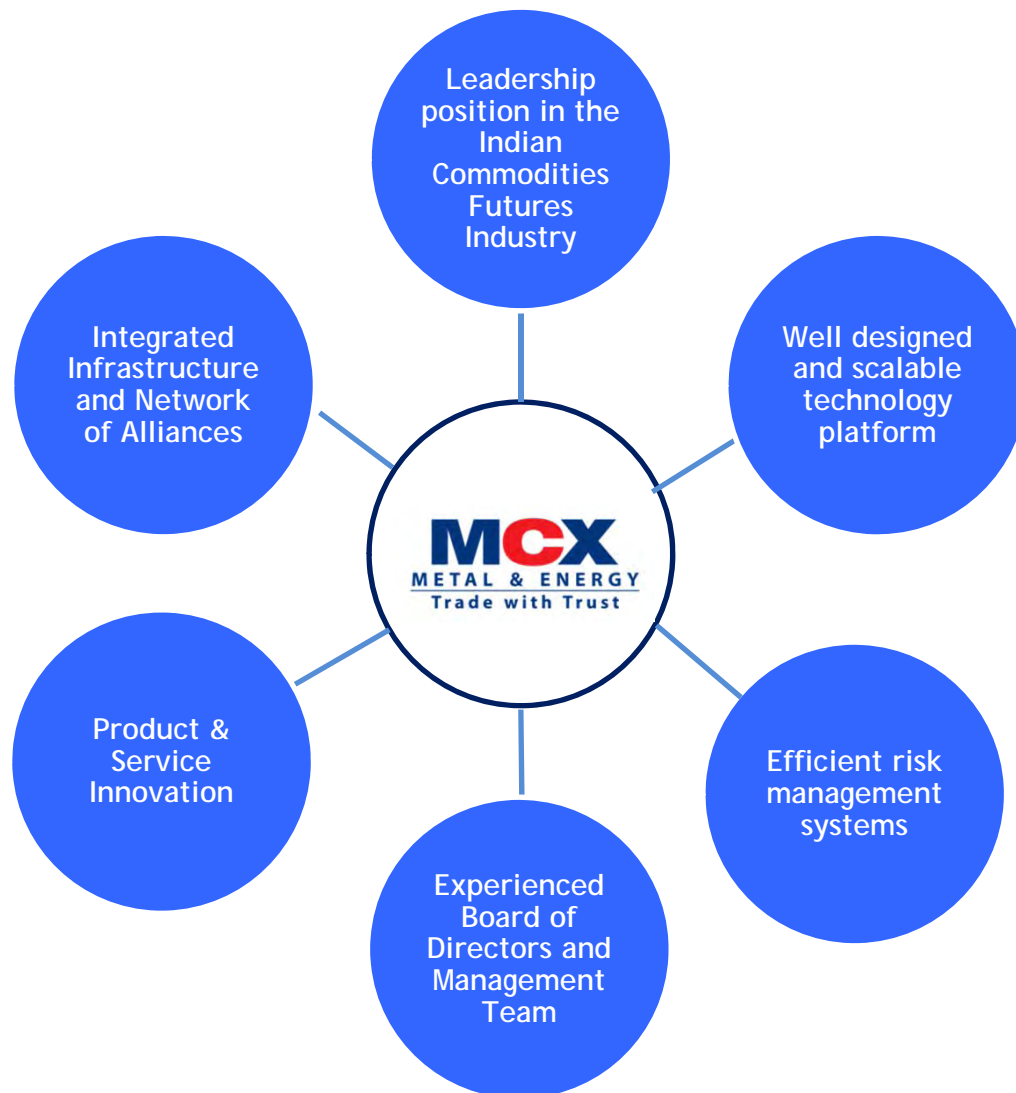 Leadership
position in the
Indian
Commodities
Futures
Industry
Well designed
and scalable
technology
platform
Efficient risk
management
systems
Experienced
Board of
Directors and
Management
Team
Product &
Service
Innovation
Integrated
Infrastructure
and Network
of Alliances
MCX
METAL & ENERGY
Trade with Trust